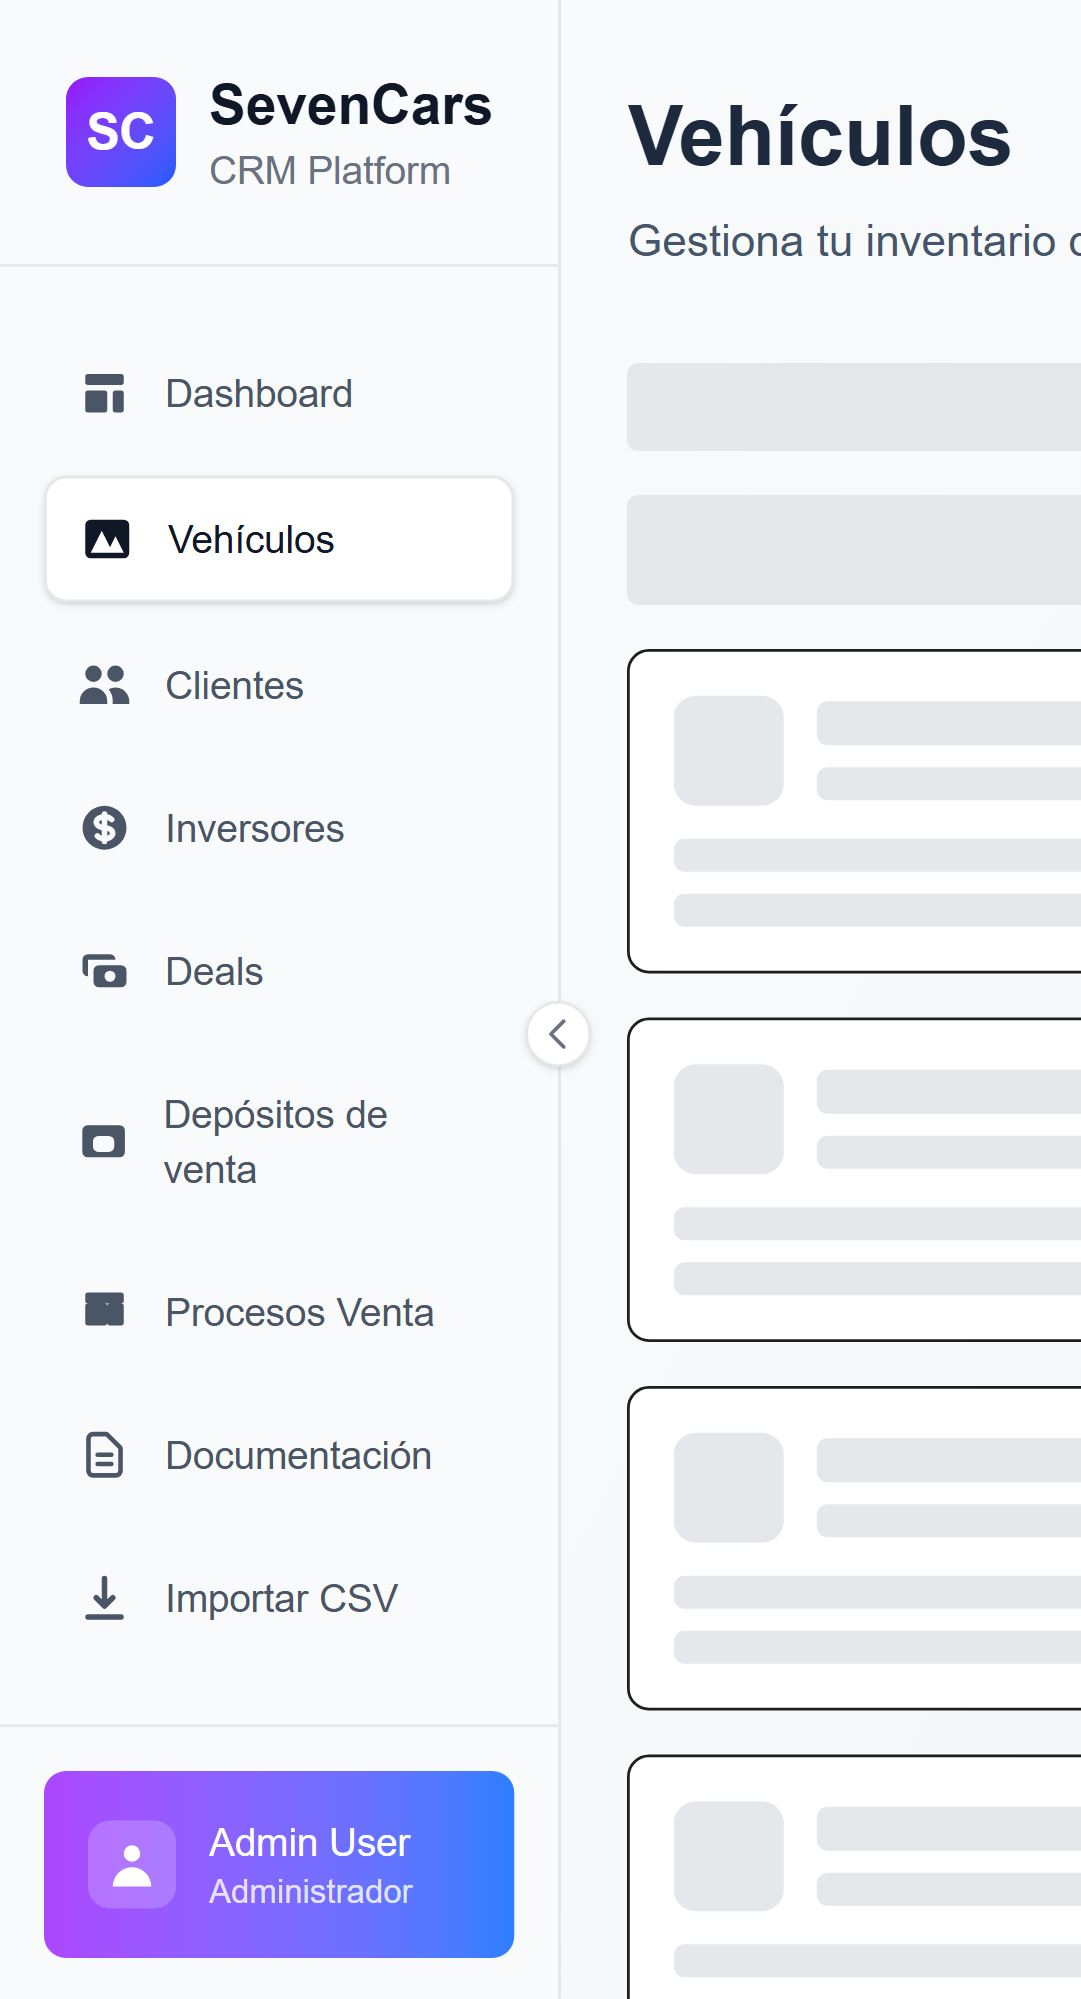 SC
SevenCars
CRM Platform
Dashboard
Vehículos
Clientes
Inversores
Deals
Depósitos de
venta
Procesos Venta
Documentación
Importar CSV
Admin User
Administrador
Vehículos
Gestiona tu inventario